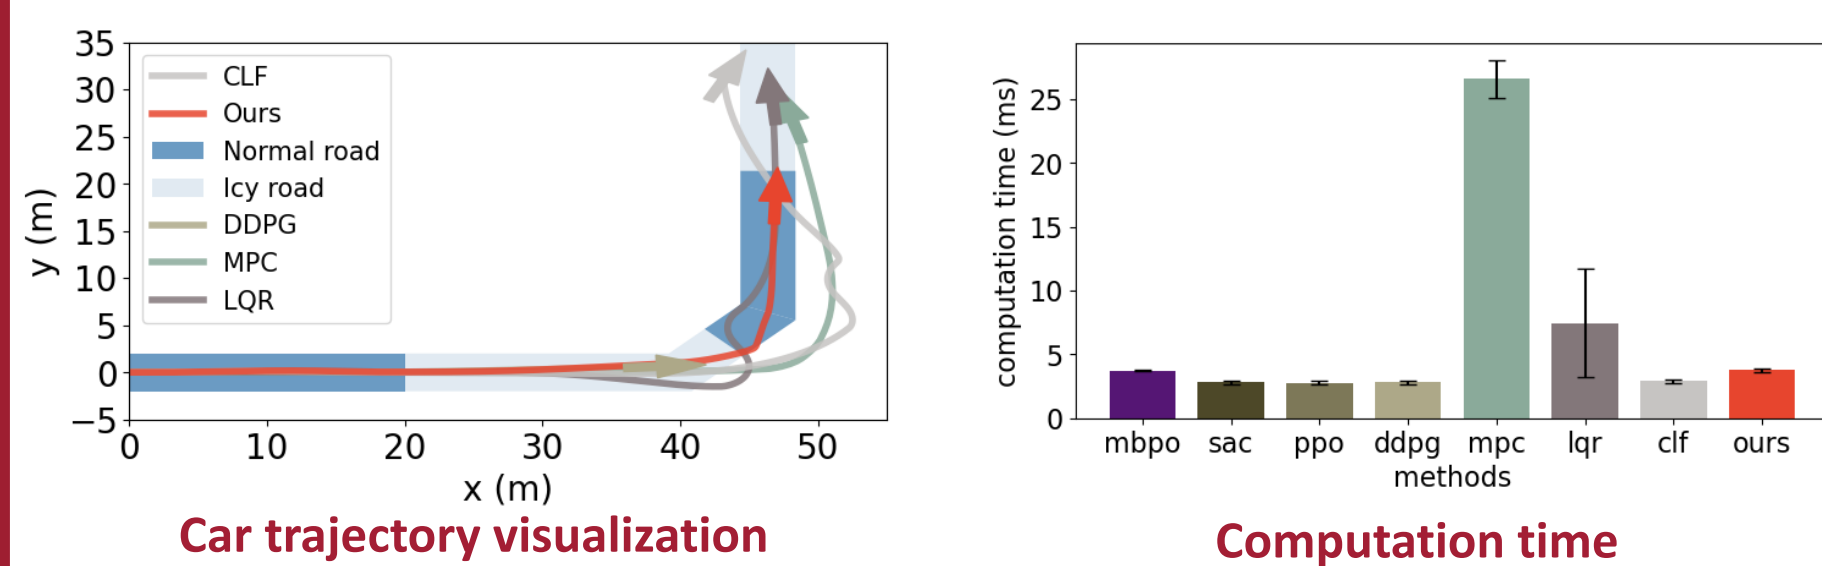 35
30
25
20
15
10
5
0
−5
y (m)
CLF
Ours
Normal road
Icy road
DDPG
MPC
LQR
0 10 20 30 40 50
x (m)
Car trajectory visualization
computation time (ms)
25
20
15
10
5
0
mbpo sac ppo ddpg mpc lqr clf ours
methods
Computation time